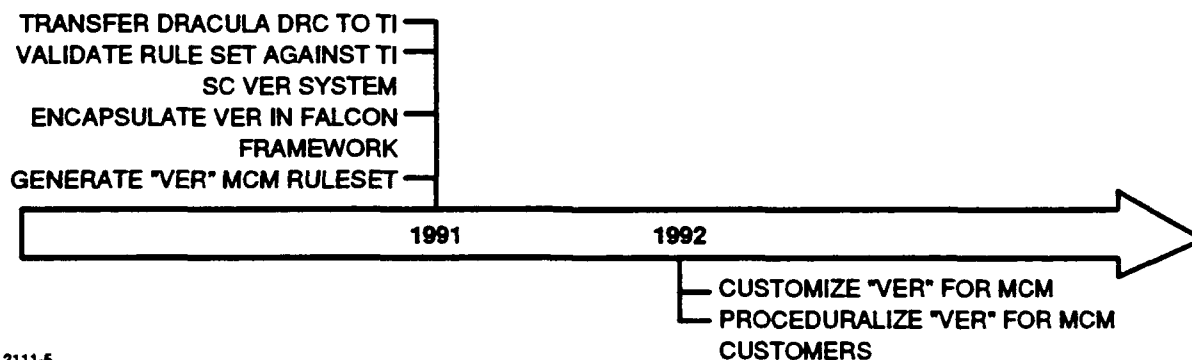 TRANSFER DRACULA DRC TO TI
VALIDATE RULE SET AGAINST TI
SC VER SYSTEM
ENCAPSULATE VER IN FALCON
FRAMEWORK
GENERATE "VER" MCM RULESET
1991
1992
CUSTOMIZE "VER" FOR MCM
PROCEDURALIZE "VER" FOR MCM
CUSTOMERS
2111-5